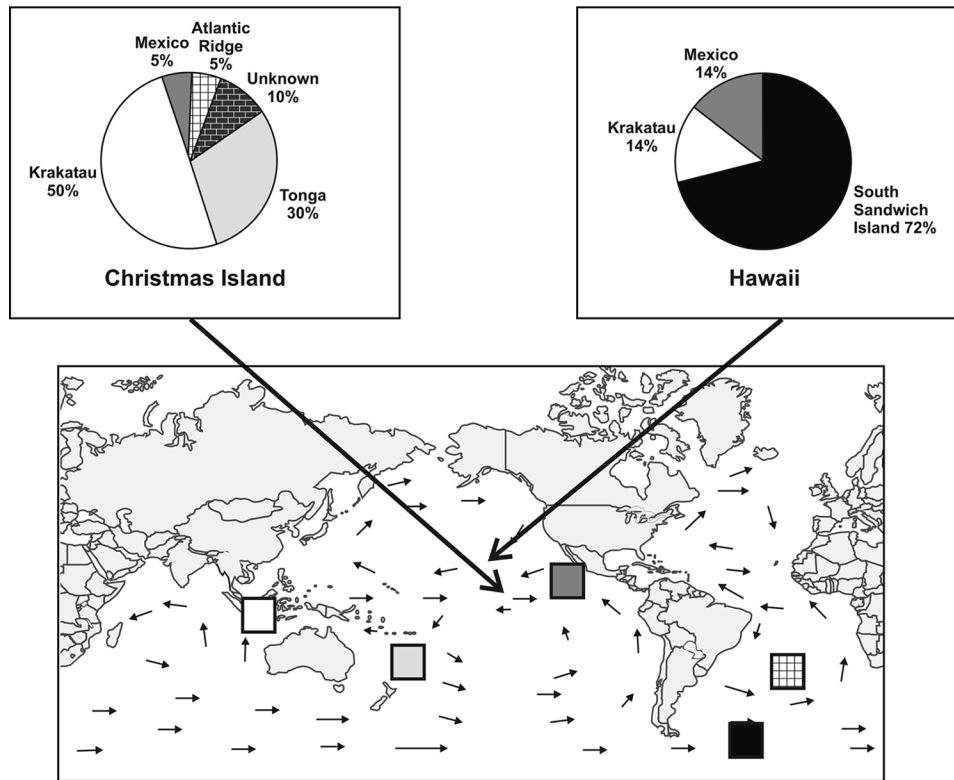 Mexico
5%
Atlantic
Ridge
5%
Unknown
10%
Krakatau
50%
Tonga
30%
Christmas Island
Mexico
14%
Krakatau
14%
South
Sandwich
Island 72%
Hawaii